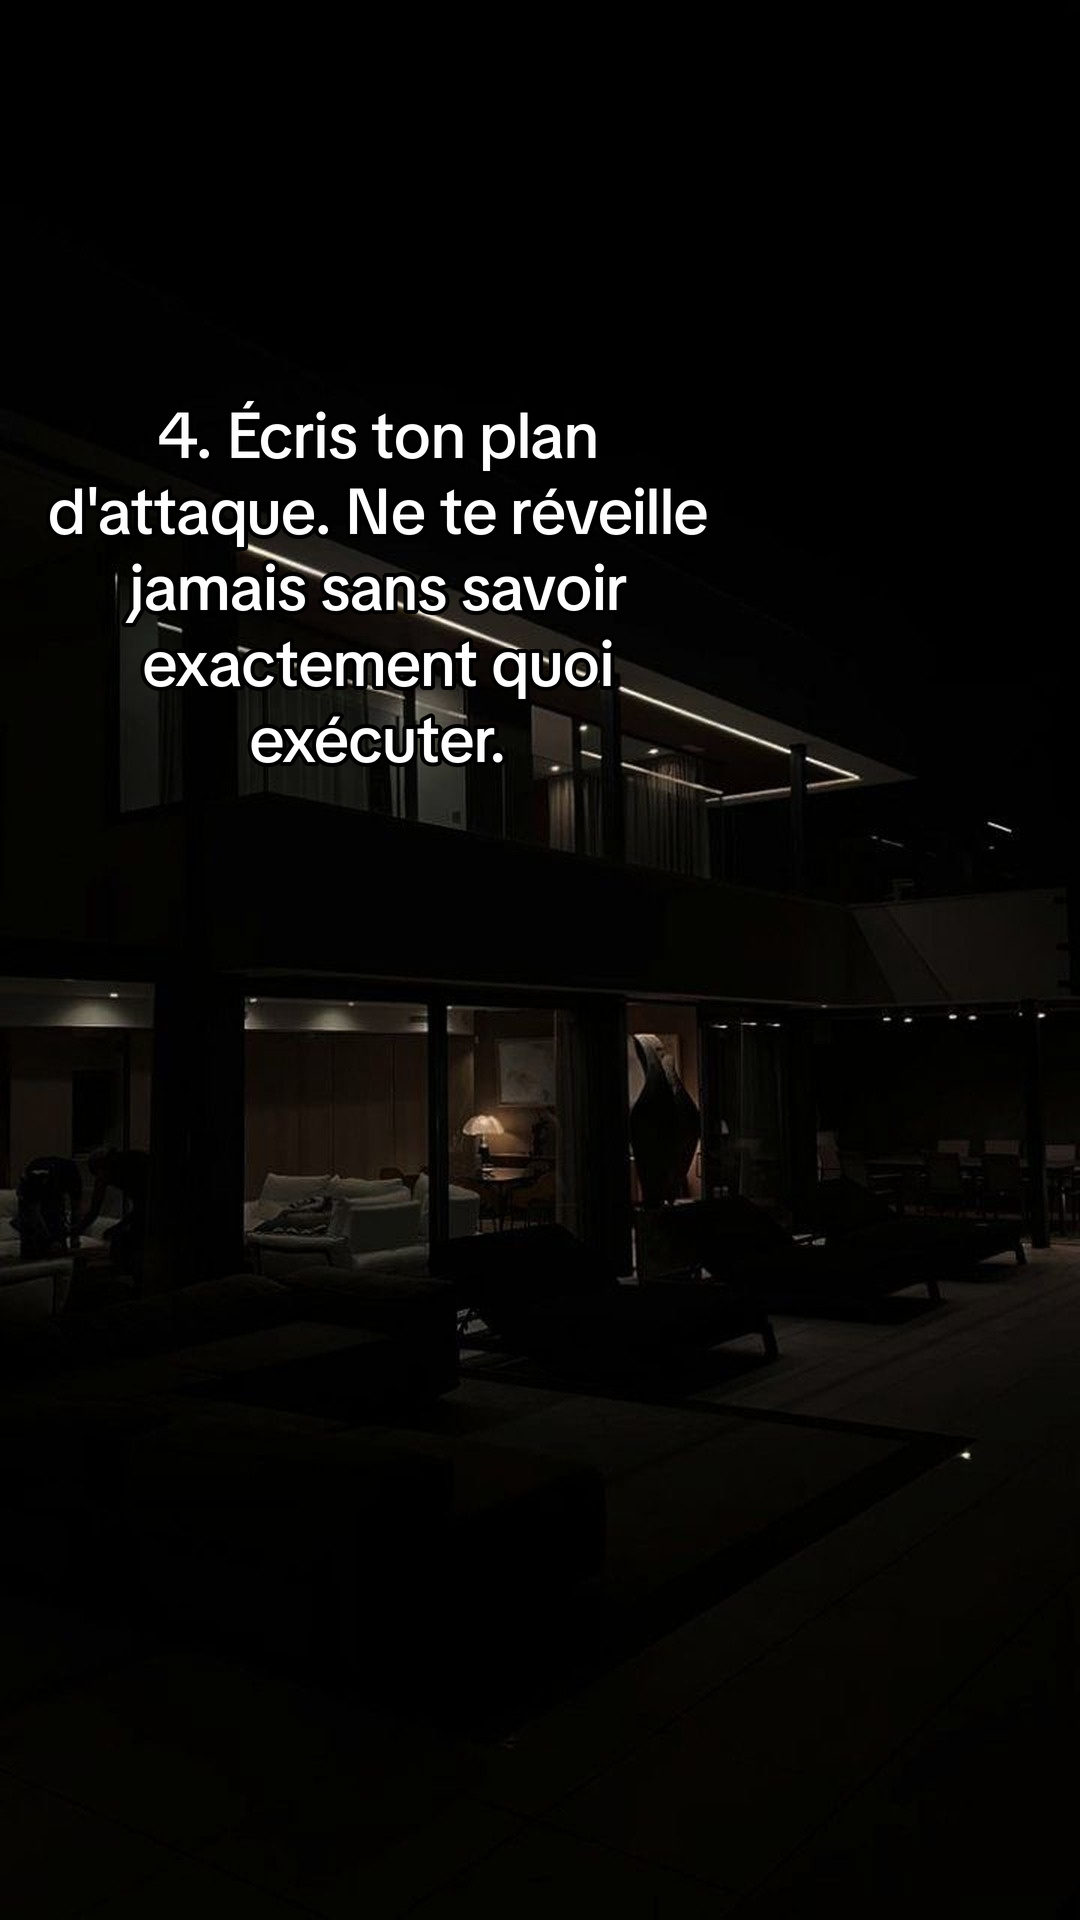 4. Écris ton plan
d'attaque. Ne te réveille
jamais sans savoir
exactement quoi
exécuter.